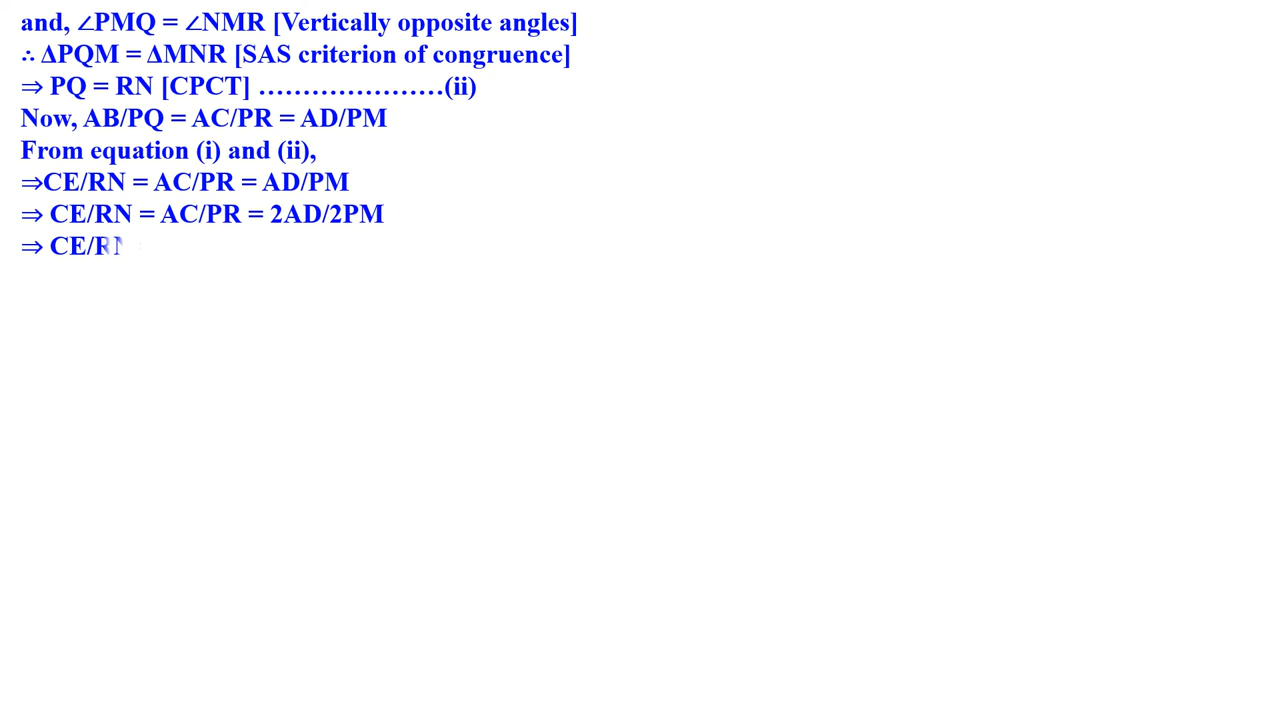 and, ∠PMQ = ∠NMR [Vertically opposite angles]
∴ ΔPQM = ΔMNR [SAS criterion of congruence]
⇒ PQ = RN [CPCT] …………………(ii)
Now, AB/PQ = AC/PR = AD/PM
From equation (i) and (ii),
⇒CE/RN = AC/PR = AD/PM
⇒ CE/RN = AC/PR = 2AD/2PM
⇒ CE/RN